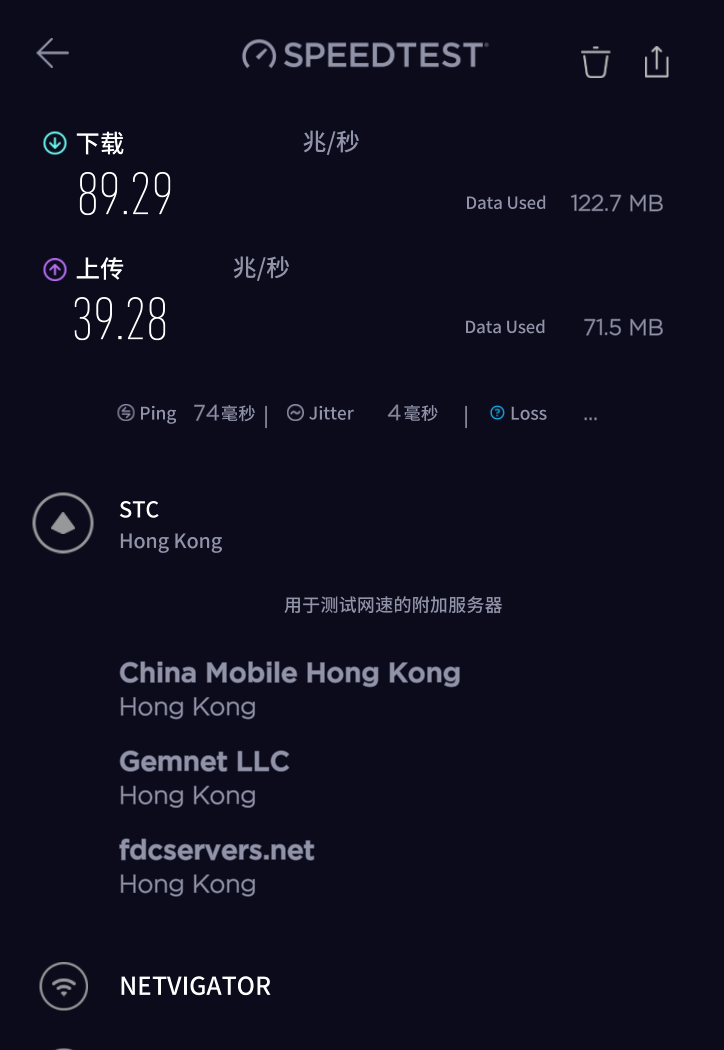 SPEEDTEST
下载 兆/秒
89.29
Data Used 122.7 MB
上传 兆/秒
39.28
Data Used 71.5 MB
Ping 74毫秒 | Jitter 4毫秒 | Loss ...
STC
Hong Kong
用于测试网速的附加服务器
China Mobile Hong Kong
Hong Kong
Gemnet LLC
Hong Kong
fdcservers.net
Hong Kong
NETVIGATOR